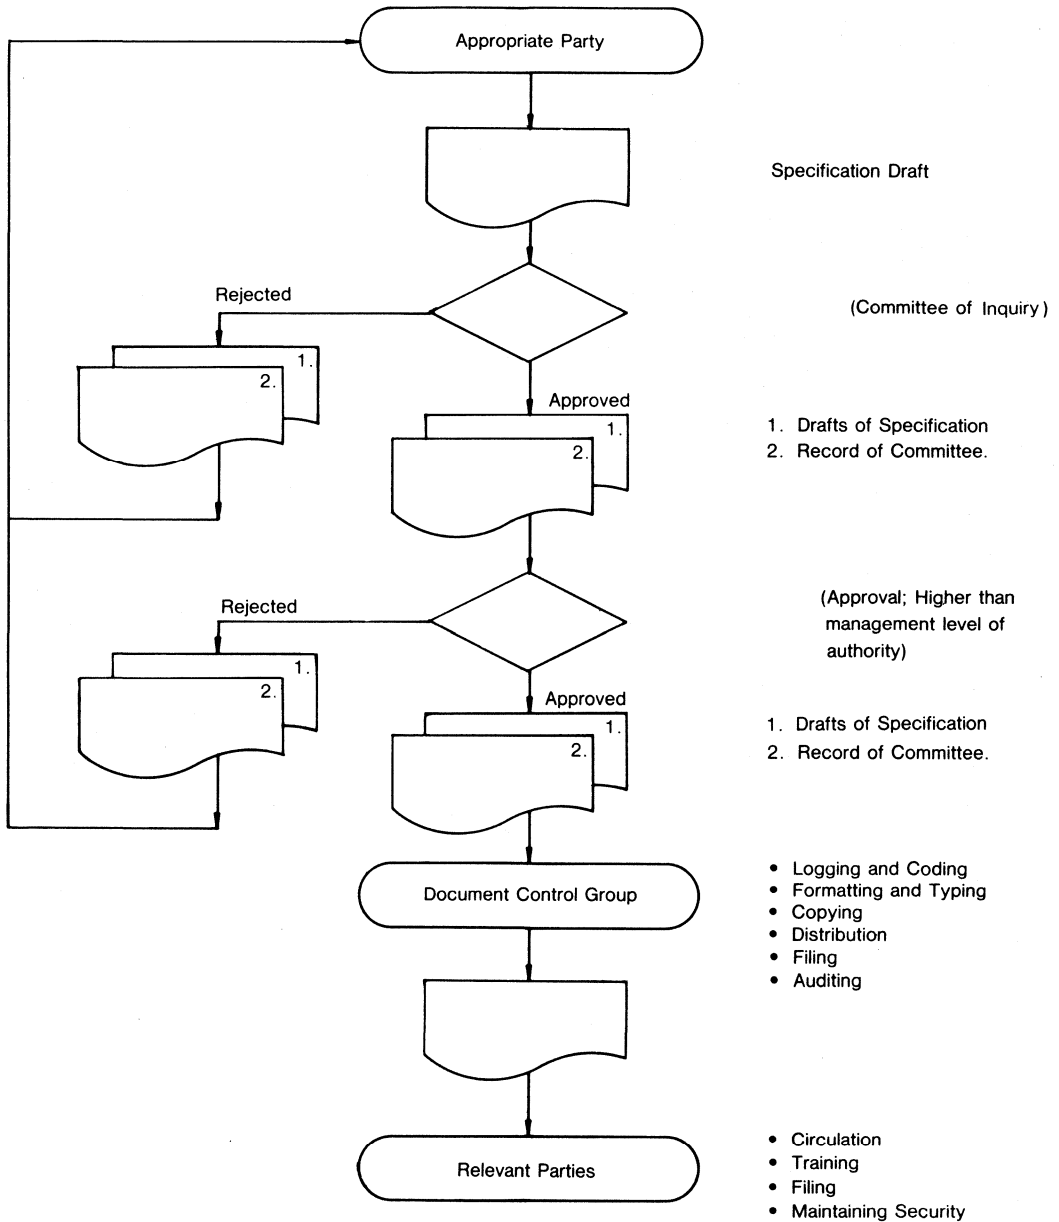 Appropriate Party
Specification Draft
Rejected
(Committee of Inquiry)
1.
2.
Approved
1.
2.
1. Drafts of Specification
2. Record of Committee.
Rejected
(Approval; Higher than
management level of
authority)
1.
2.
Approved
1.
2.
1. Drafts of Specification
2. Record of Committee.
Document Control Group
• Logging and Coding
• Formatting and Typing
• Copying
• Distribution
• Filing
• Auditing
Relevant Parties
• Circulation
• Training
• Filing
• Maintaining Security